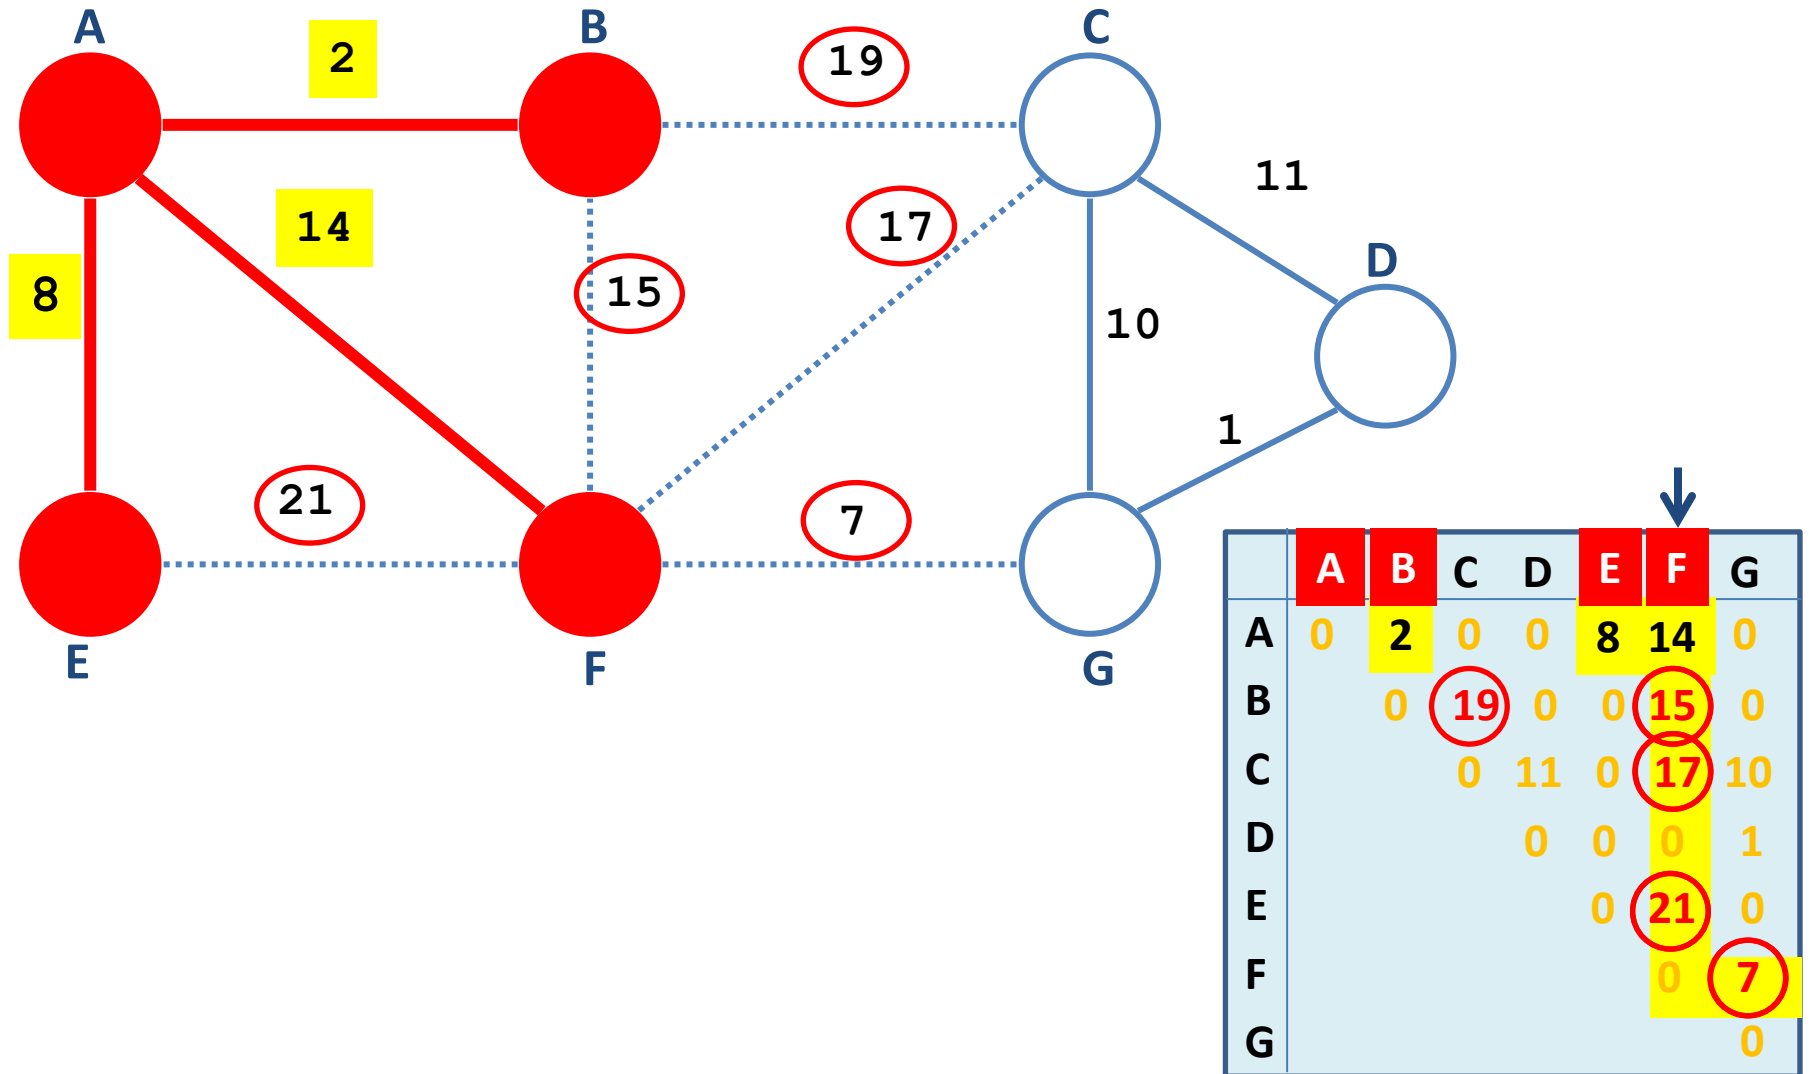 A B C
2 19
14 17 11
8 15 D
10
1
21 7
E F G
A B C D E F G
A 0 2 0 0 8 14 0
B 0 19 0 0 15 0
C 0 11 0 17 10
D 0 0 0 1
E 0 21 0
F 0 7
G 0